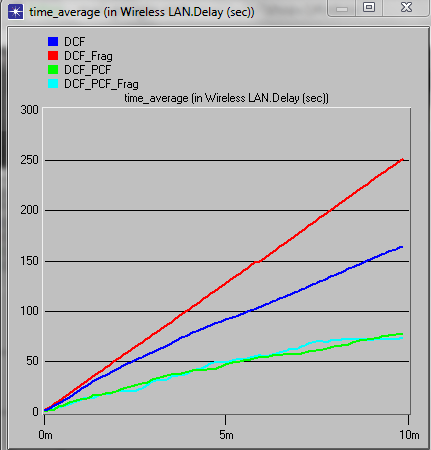 time_average (in Wireless LAN.Delay (sec))
DCF
DCF_Frag
DCF_PCF
DCF_PCF_Frag
time_average (in Wireless LAN.Delay (sec))
300
250
200
150
100
50
0
0m 5m 10m